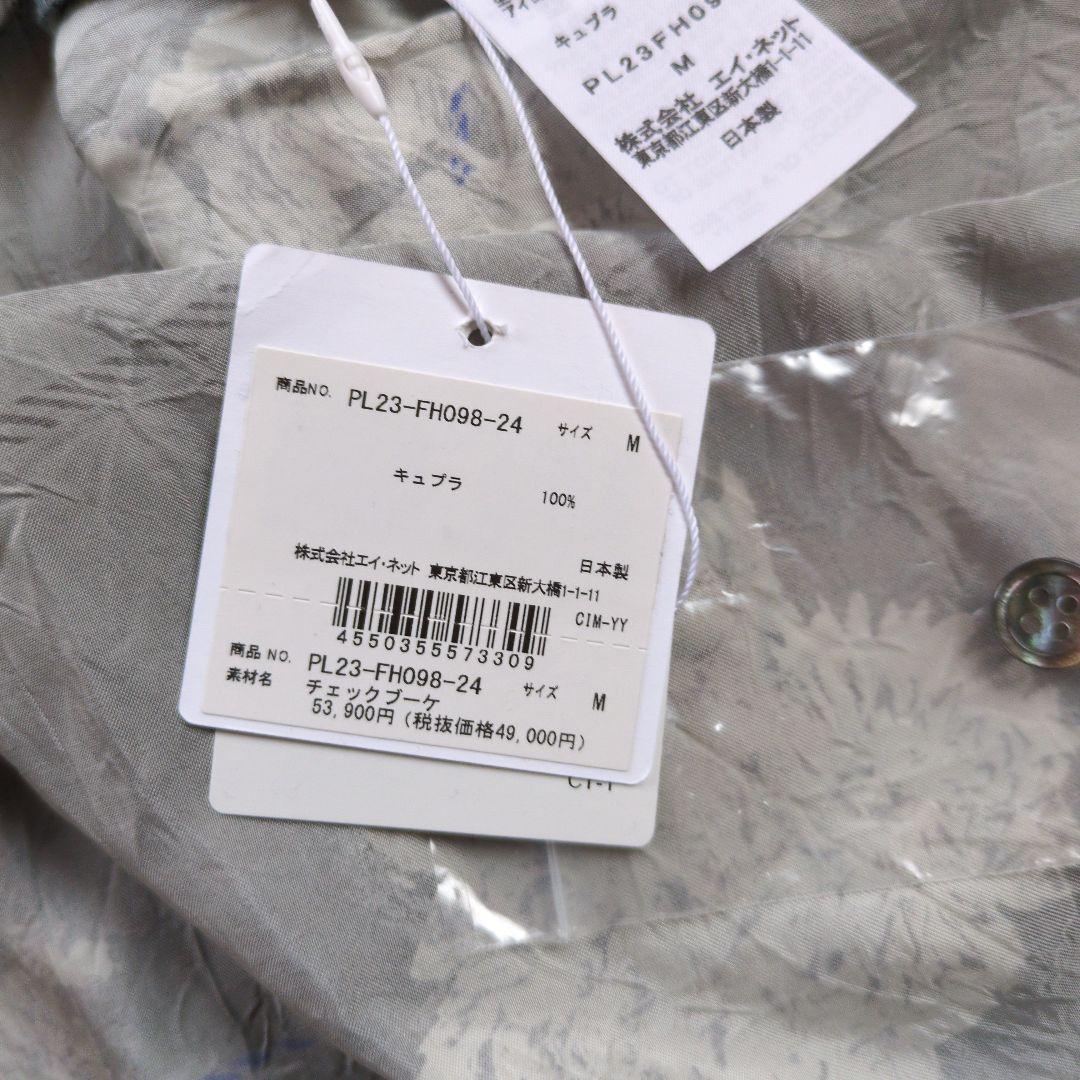 キュプラ
PL23FH09
M
株式会社 エイ・ネット
東京都江東区新大橋1-1-11
日本製
商品NO. PL23-FH098-24 サイズ M
キュプラ 100%
日本製
株式会社エイ・ネット 東京都江東区新大橋1-1-11
CIM-YY
4550355573309
商品 NO. PL23-FH098-24 サイズ M
素材名 チェックブーケ
53,900円 (税抜価格49,000円)